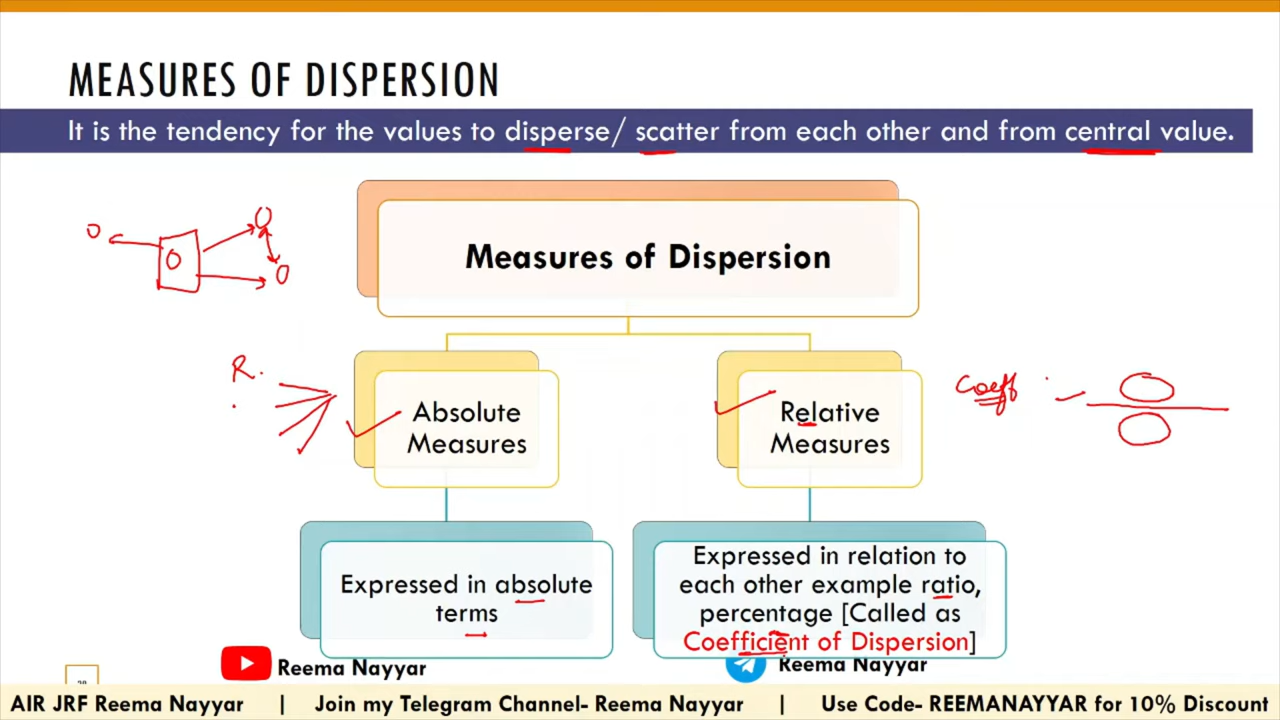 MEASURES OF DISPERSION
It is the tendency for the values to disperse/ scatter from each other and from central value.
Measures of Dispersion
R.
Absolute
Measures
Relative
Measures
Coeff
Expressed in absolute
terms
Expressed in relation to
each other example ratio,
percentage [Called as
Coefficient of Dispersion]
Reema Nayyar
Reema Nayyar
AIR JRF Reema Nayyar | Join my Telegram Channel- Reema Nayyar | Use Code- REEMANAYYAR for 10% Discount